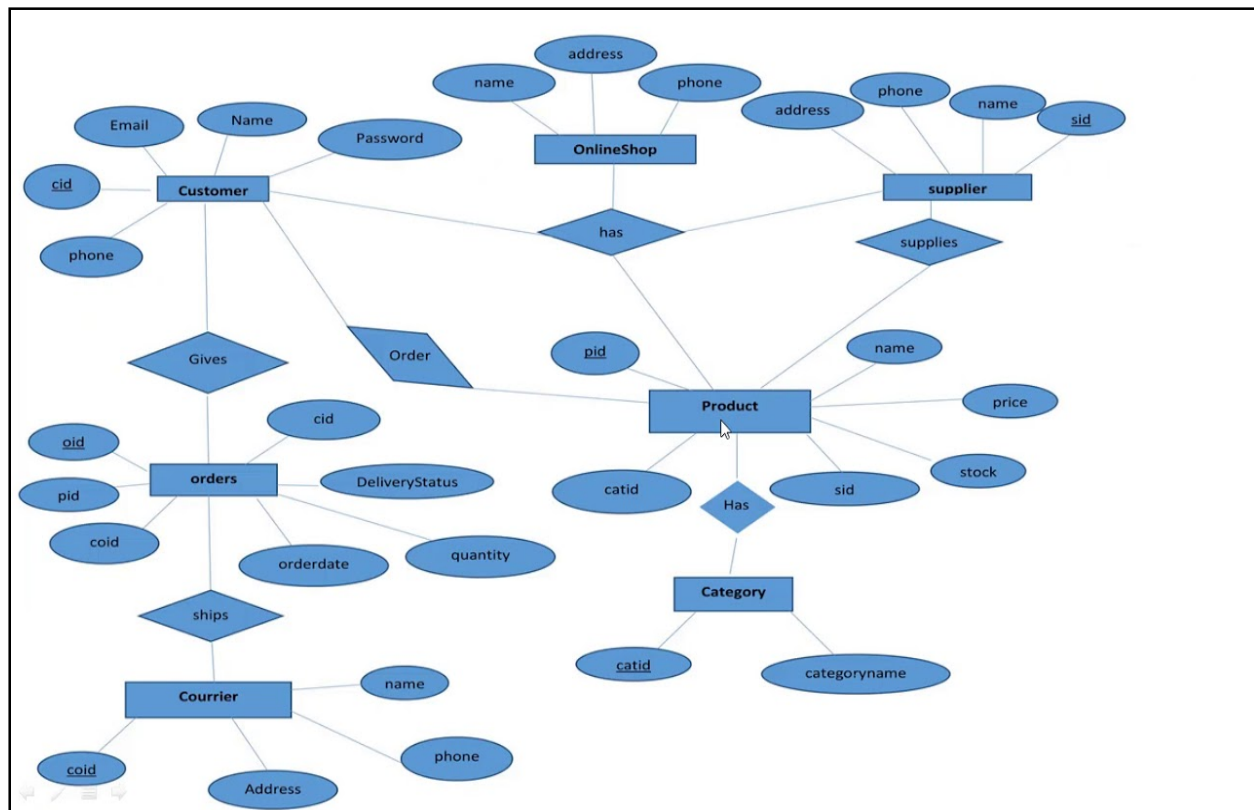 address
name
phone
OnlineShop
address
phone
name
sid
supplier
Email
Name
Password
cid
Customer
phone
has
supplies
Gives
Order
pid
name
price
Product
stock
catid
sid
Has
cid
oid
orders
DeliveryStatus
pid
coid
orderdate
quantity
ships
Category
catid
categoryname
Courrier
name
phone
coid
Address